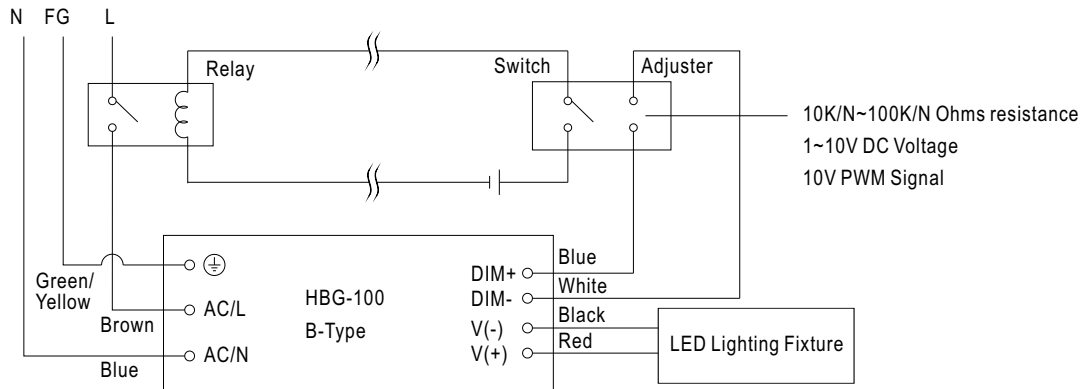 N FG L
Relay
Switch
Adjuster
10K/N~100K/N Ohms resistance
1~10V DC Voltage
10V PWM Signal
Green/
Yellow
Brown
Blue
AC/L
AC/N
HBG-100
B-Type
DIM+
DIM-
V(-)
V(+)
Blue
White
Black
Red
LED Lighting Fixture